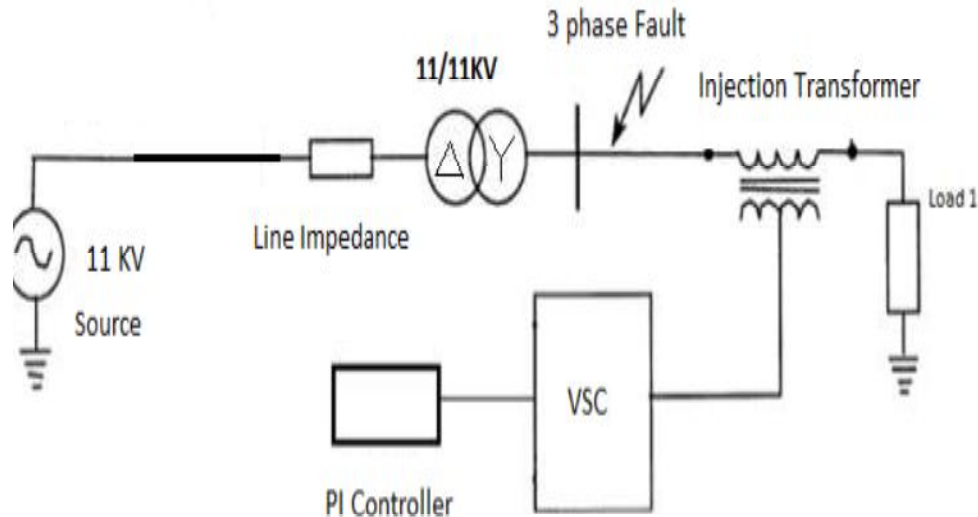 3 phase Fault
11/11KV
Injection Transformer
Load 1
Line Impedance
11 KV
Source
VSC
PI Controller